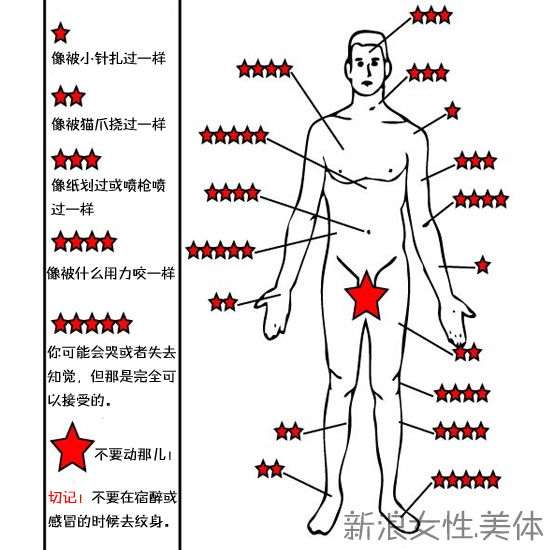 像被小针扎过一样
像被猫爪挠过一样
像纸划过或喷枪喷
过一样
像被什么用力咬一样
你可能会哭或者失去
知觉，但那是完全可
以接受的。
不要动那儿！
切记！不要在宿醉或
感冒的时候去纹身。
新浪女性.美体